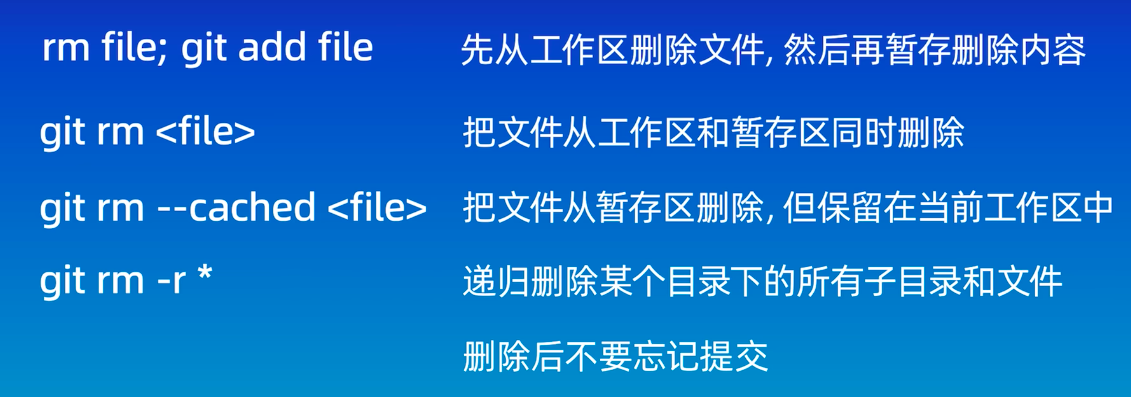 rm file; git add file 先从工作区删除文件, 然后再暂存删除内容
git rm <file> 把文件从工作区和暂存区同时删除
git rm --cached <file> 把文件从暂存区删除, 但保留在当前工作区中
git rm -r * 递归删除某个目录下的所有子目录和文件
删除后不要忘记提交